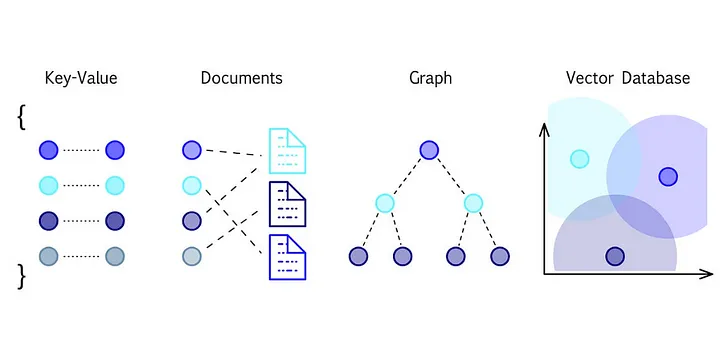 Key-Value
Documents
Graph
Vector Database
{
}